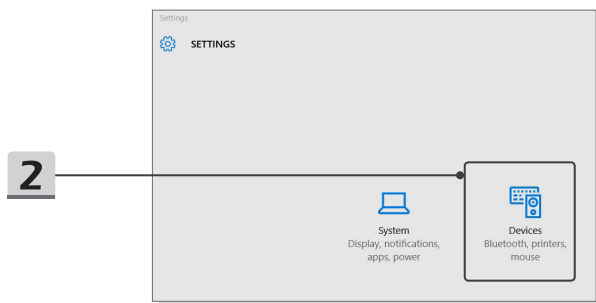 Settings
SETTINGS
2
System
Display, notifications,
apps, power
Devices
Bluetooth, printers,
mouse